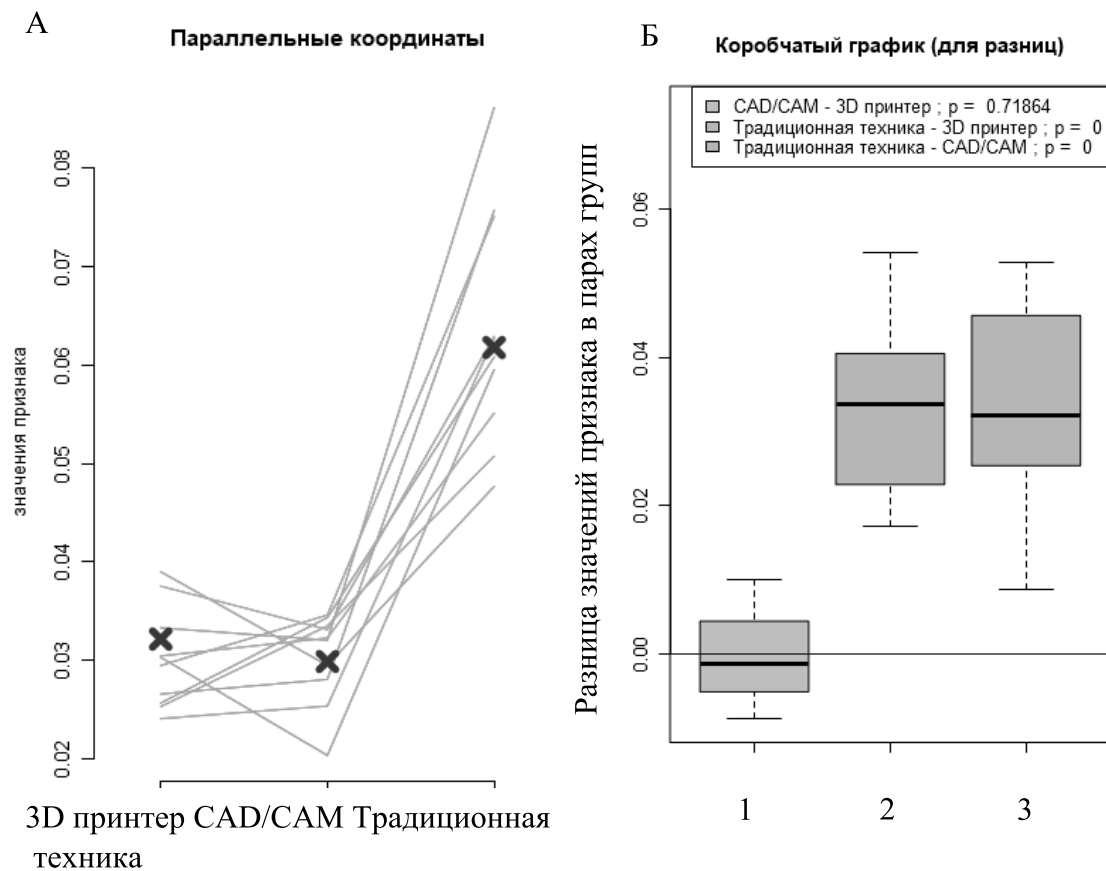 А
Параллельные координаты
значения признака
0.08
0.07
0.06
0.05
0.04
0.03
0.02
3D принтер CAD/CAM Традиционная
техника
Б
Коробчатый график (для разниц)
CAD/CAM - 3D принтер ; p = 0.71864
Традиционная техника - 3D принтер ; p = 0
Традиционная техника - CAD/CAM ; p = 0
Разница значений признака в парах групп
0.06
0.04
0.02
0.00
1 2 3